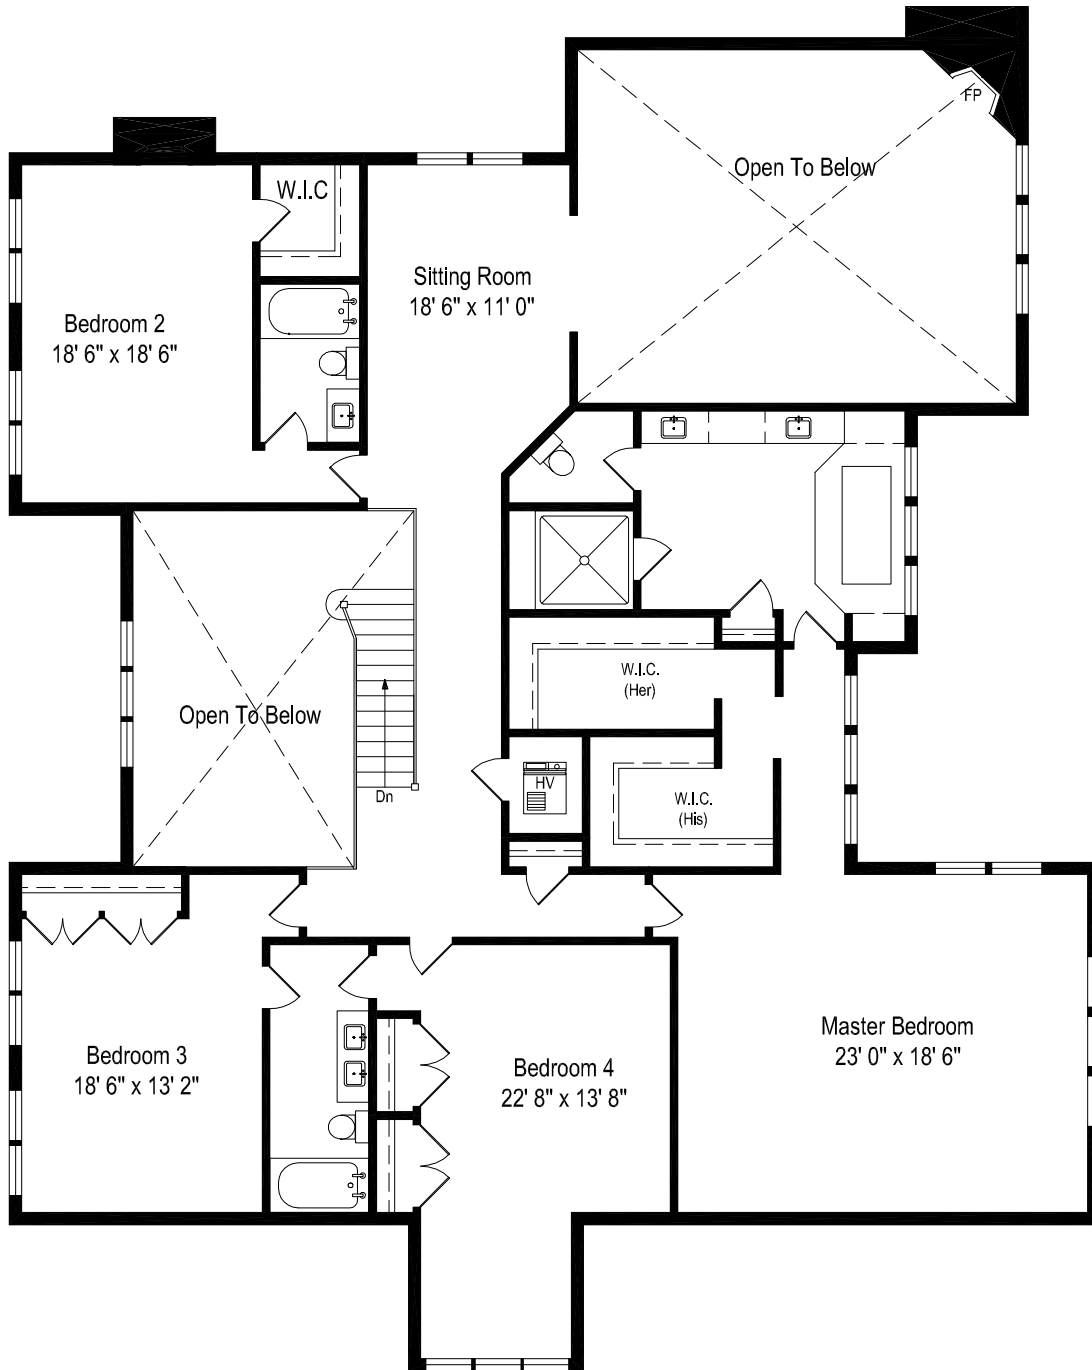 FP
Open To Below
W.I.C
Sitting Room
18' 6" x 11' 0"
Bedroom 2
18' 6" x 18' 6"
W.I.C.
(Her)
Open To Below
HV
Dn
W.I.C.
(His)
Master Bedroom
23' 0" x 18' 6"
Bedroom 3
18' 6" x 13' 2"
Bedroom 4
22' 8" x 13' 8"